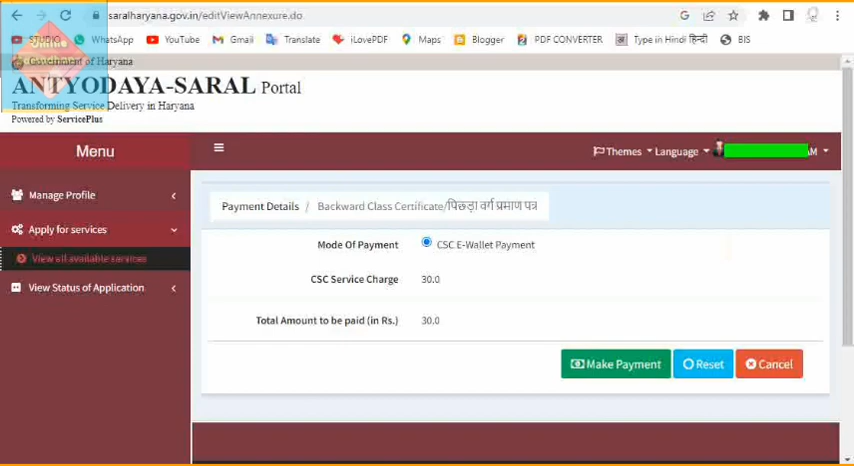 saralharyana.gov.in/editViewAnnexure.do
STUDIO WhatsApp YouTube Gmail Translate iLovePDF Maps Blogger PDF CONVERTER Type in Hindi हिन्दी BIS
Online
Government of Haryana
ANTYODAYA-SARAL Portal
Transforming Service Delivery in Haryana
Powered by ServicePlus
Menu
Themes Language M
Manage Profile
Payment Details / Backward Class Certificate/पिछड़ा वर्ग प्रमाण पत्र
Apply for services
Mode Of Payment CSC E-Wallet Payment
View all available services
CSC Service Charge 30.0
View Status of Application
Total Amount to be paid (in Rs.) 30.0
Make Payment Reset Cancel